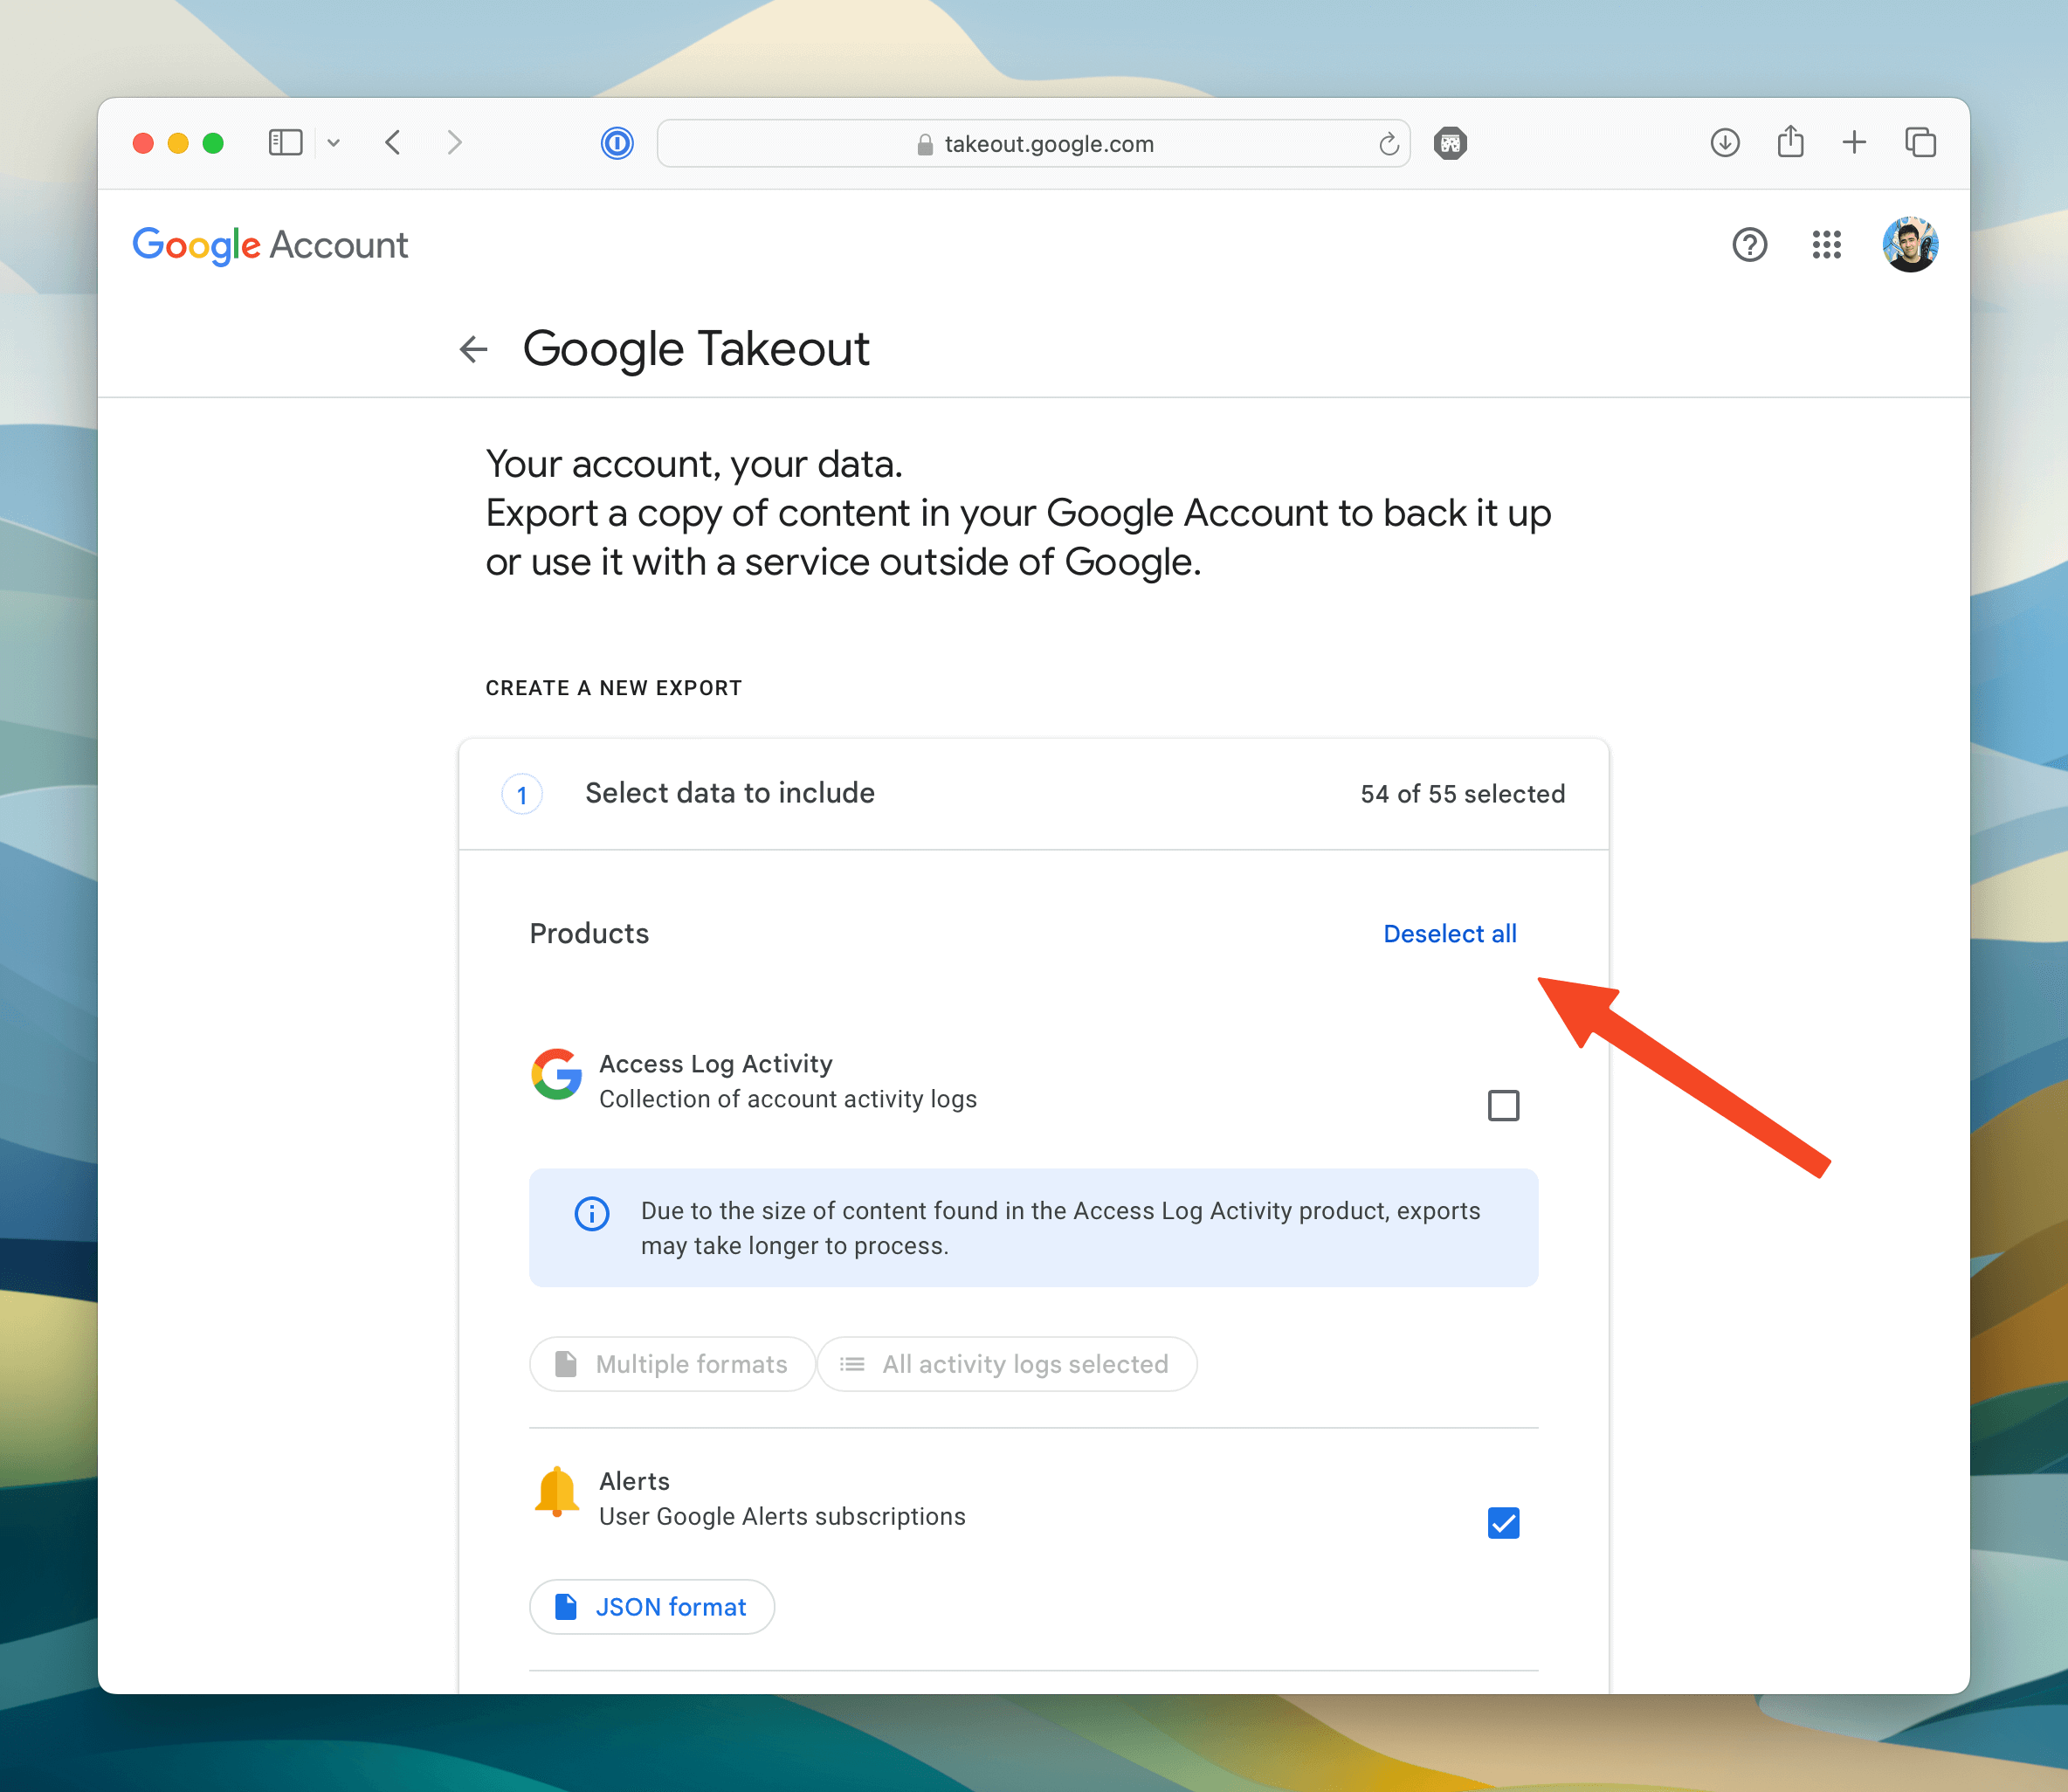 takeout.google.com
Google Account
Google Takeout
Your account, your data.
Export a copy of content in your Google Account to back it up
or use it with a service outside of Google.
CREATE A NEW EXPORT
1 Select data to include 54 of 55 selected
Products Deselect all
Access Log Activity
Collection of account activity logs
Due to the size of content found in the Access Log Activity product, exports
may take longer to process.
Multiple formats All activity logs selected
Alerts
User Google Alerts subscriptions
JSON format